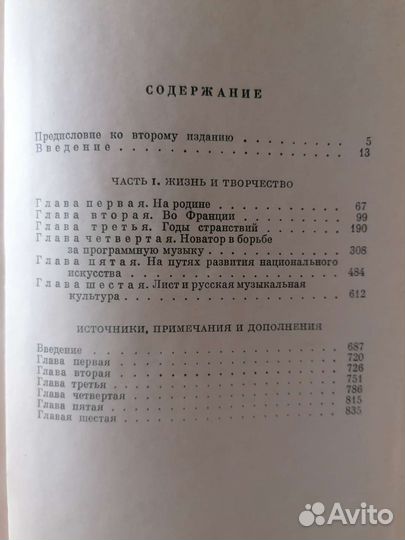 СОДЕРЖАНИЕ
Предисловие ко второму изданию . . . . . . . . . . 5
Введение . . . . . . . . . . . . . . . . . . 13
ЧАСТЬ I. ЖИЗНЬ И ТВОРЧЕСТВО
Глава первая. На родине . . . . . . . . . . 67
Глава вторая. Во Франции . . . . . . . . . . 99
Глава третья. Годы странствий . . . . . . . . 190
Глава четвертая. Новатор в борьбе
за программную музыку . . . . . . . . . . 308
Глава пятая. На путях развития национального
искусства . . . . . . . . . . . . . . . 484
Глава шестая. Лист и русская музыкальная
культура . . . . . . . . . . . . . . . 612
ИСТОЧНИКИ, ПРИМЕЧАНИЯ И ДОПОЛНЕНИЯ
Введение . . . . . . . . . . . . . . . . 687
Глава первая . . . . . . . . . . . . . . 720
Глава вторая . . . . . . . . . . . . . . 726
Глава третья . . . . . . . . . . . . . . 751
Глава четвертая . . . . . . . . . . . . . 786
Глава пятая . . . . . . . . . . . . . . 815
Главая шестая . . . . . . . . . . . . . . 835
Avito